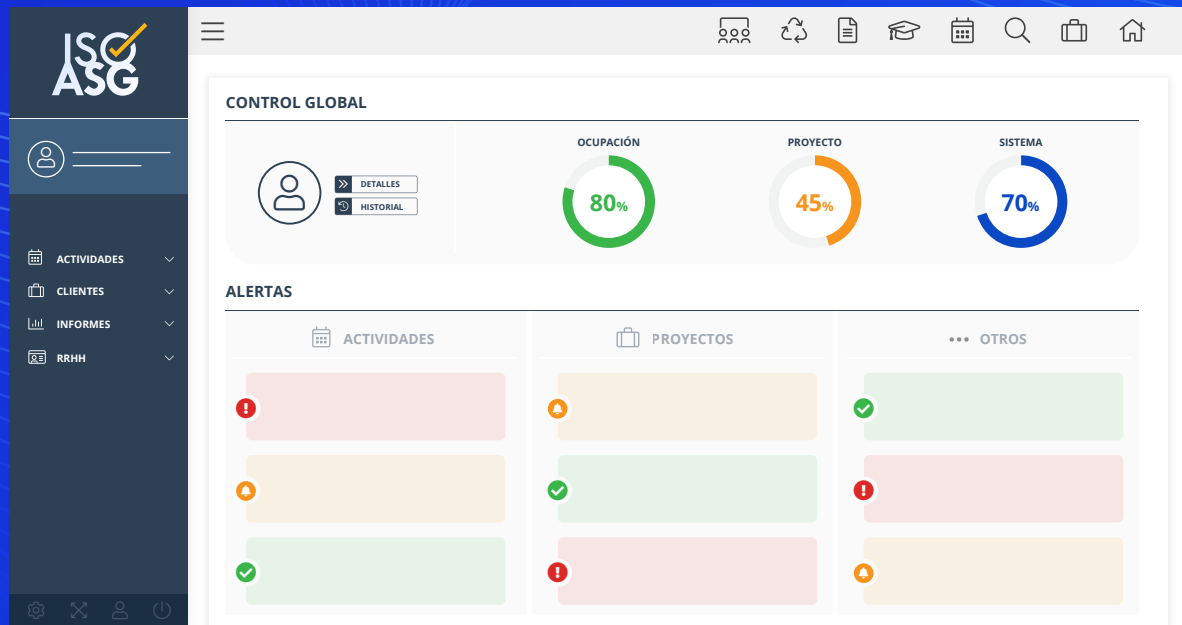 ISO
ASG
CONTROL GLOBAL
DETALLES
HISTORIAL
OCUPACIÓN
80%
PROYECTO
45%
SISTEMA
70%
ACTIVIDADES
CLIENTES
INFORMES
RRHH
ALERTAS
ACTIVIDADES
PROYECTOS
OTROS